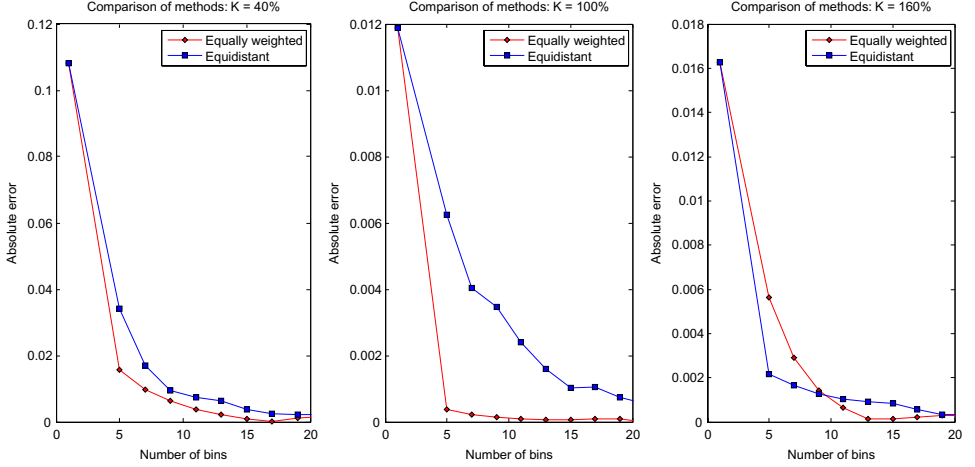 Comparison of methods: K = 40%
0.12
0.1
0.12
0.06
0.04
0.02
0
Absolute error
Equally weighted
Equidistant
0
5
10
15
20
Number of bins
Comparison of methods: K = 100%
0.012
0.01
0.008
0.006
0.004
0.002
0
Absolute error
Equally weighted
Equidistant
0
5
10
15
20
Number of bins
Comparison of methods: K = 160%
0.018
0.016
0.018
0.012
0.01
0.008
0.006
0.004
0.002
0
Absolute error
Equally weighted
Equidistant
0
5
10
15
20
Number of bins